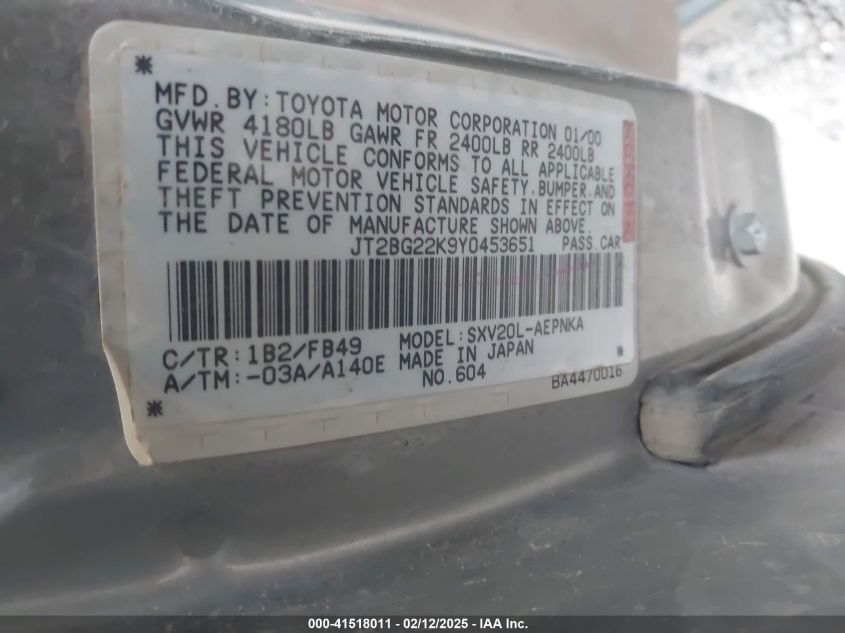 MFD.BY:TOYOTA MOTOR CORPORATION 01/00
GVWR 4180LB GAWR FR 2400LB RR 2400LB
THIS VEHICLE CONFORMS TO ALL APPLICABLE
FEDERAL MOTOR VEHICLE SAFETY,BUMPER,AND
THEFT PREVENTION STANDARDS IN EFFECT ON
THE DATE OF MANUFACTURE SHOWN ABOVE.
JT2BG22K9Y0453651 PASS.CAR
C/TR:1B2/FB49 MODEL:SXV20L-AEPNKA
A/TM:-03A/A140E MADE IN JAPAN
NO.604 BA4470016
000-41518011 - 02/12/2025 - IAA Inc.